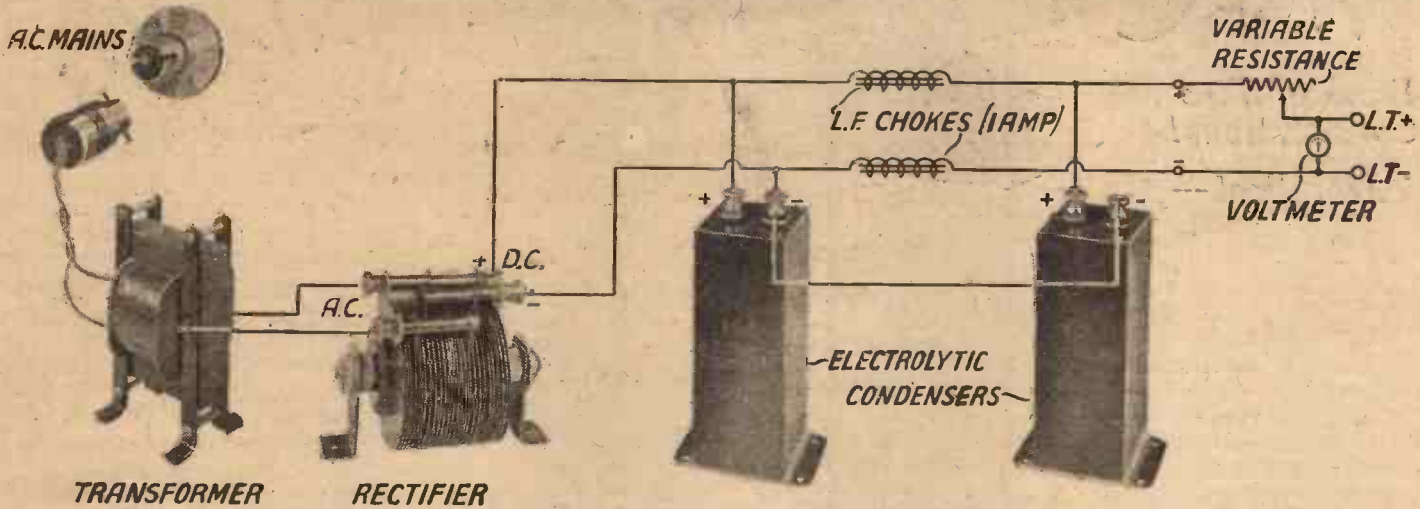 A.C. MAINS
VARIABLE
RESISTANCE
L.F. CHOKES (1AMP)
L.T.+
L.T-
VOLTMETER
+ -
+ -
+ D.C.
-
A.C.
ELECTROLYTIC
CONDENSERS
TRANSFORMER
RECTIFIER